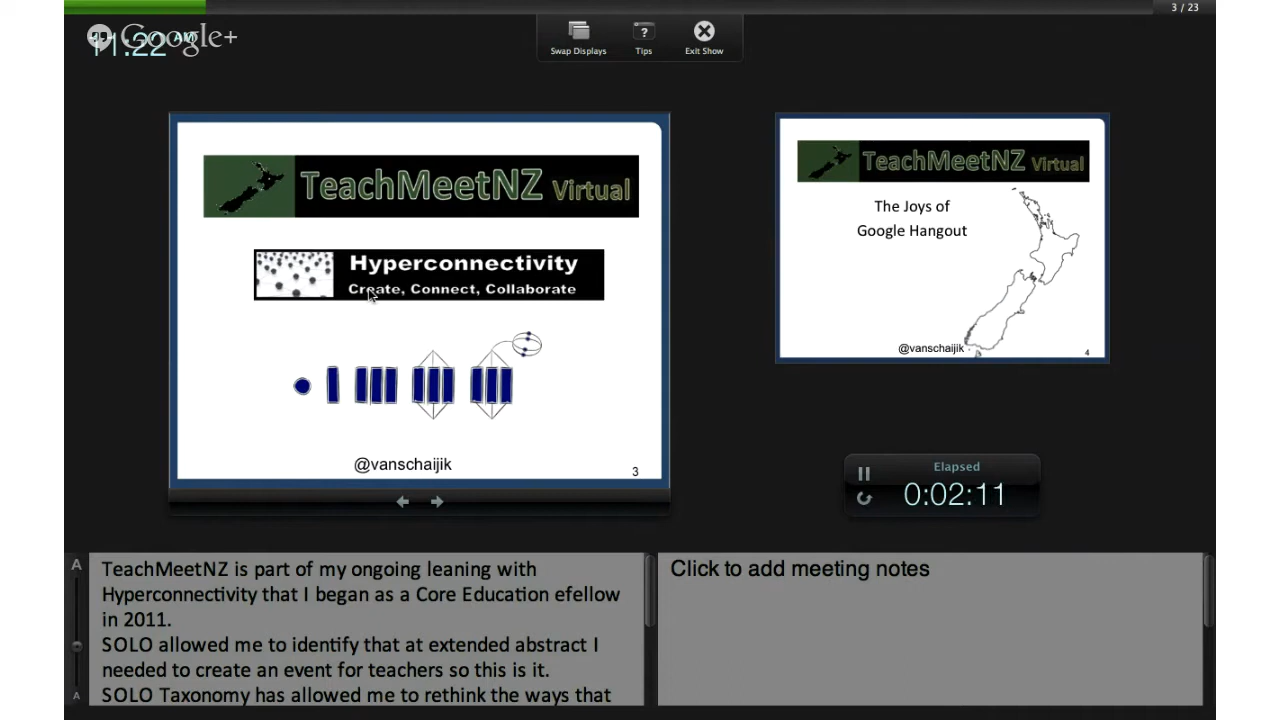 3 / 23
Google+
11:22 AM
Swap Displays
Tips
Exit Show
TeachMeetNZ Virtual
Hyperconnectivity
Create, Connect, Collaborate
@vanschaijik
3
TeachMeetNZ Virtual
The Joys of
Google Hangout
@vanschaijik
4
Elapsed
0:02:11
A
A
TeachMeetNZ is part of my ongoing leaning with
Hyperconnectivity that I began as a Core Education efellow
in 2011.
SOLO allowed me to identify that at extended abstract I
needed to create an event for teachers so this is it.
SOLO Taxonomy has allowed me to rethink the ways that
Click to add meeting notes